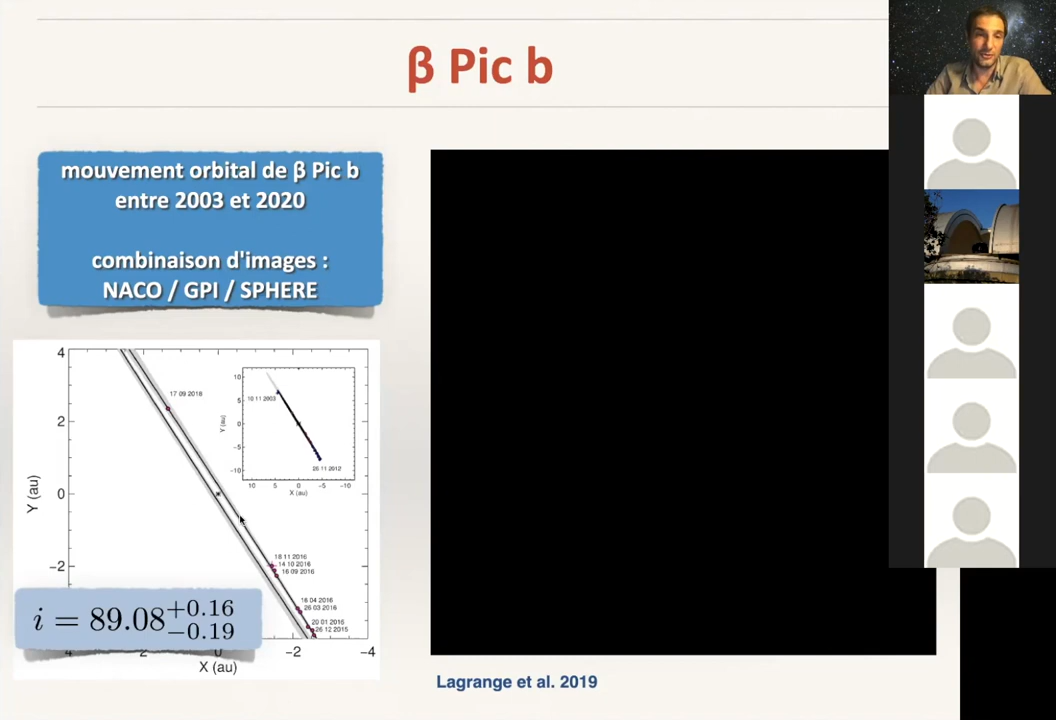 β Pic b
mouvement orbital de β Pic b
entre 2003 et 2020
combinaison d'images :
NACO / GPI / SPHERE
4
2
0
−2
Y (au)
17 09 2018
10
5
0
−5
−10
Y (au)
10 11 2003
26 11 2012
10 5 0 −5 −10
X (au)
18 11 2016
14 10 2016
16 09 2016
16 04 2016
26 03 2016
20 01 2016
26 12 2015
i = 89.08+0.16−0.19
4 2 0 −2 −4
X (au)
Lagrange et al. 2019